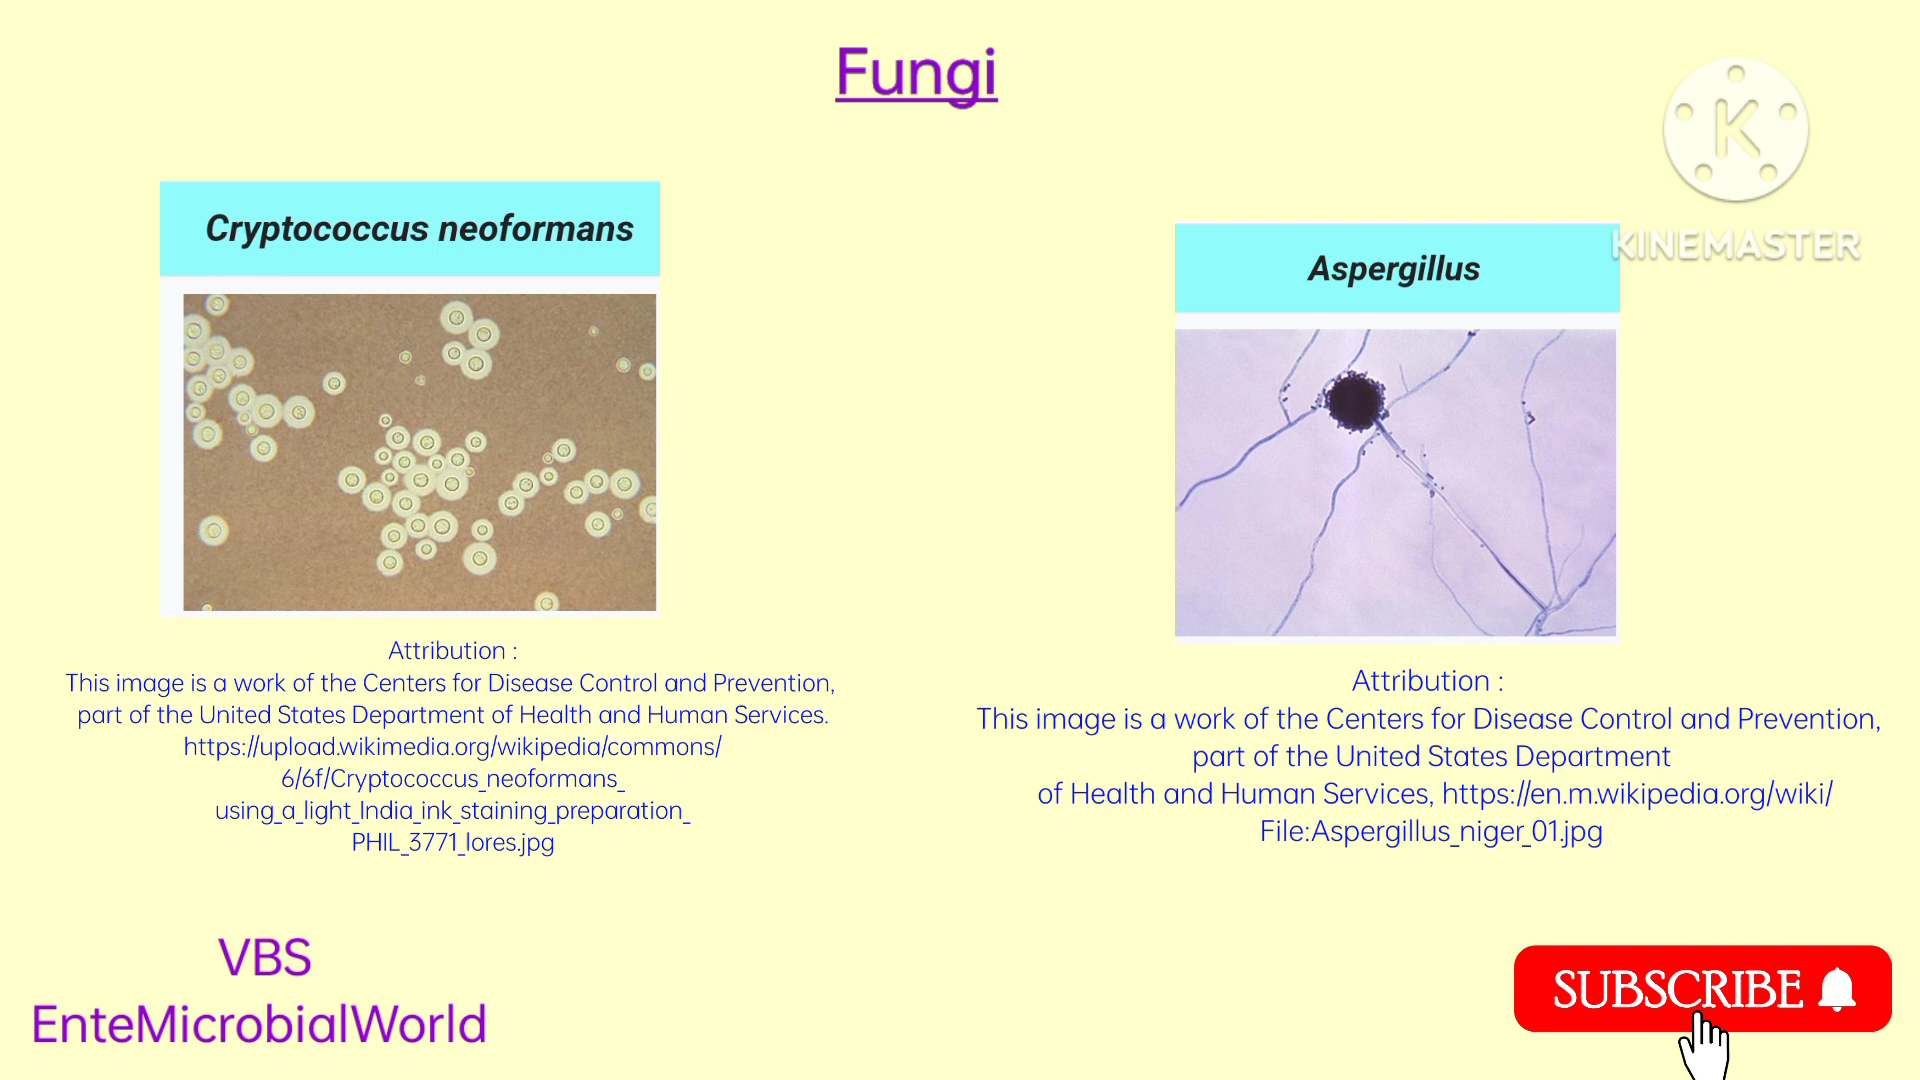 Fungi
K
KINEMASTER
Cryptococcus neoformans
Attribution :
This image is a work of the Centers for Disease Control and Prevention,
part of the United States Department of Health and Human Services.
https://upload.wikimedia.org/wikipedia/commons/
6/6f/Cryptococcus_neoformans_
using_a_light_India_ink_staining_preparation_
PHIL_3771_lores.jpg
Aspergillus
Attribution :
This image is a work of the Centers for Disease Control and Prevention,
part of the United States Department
of Health and Human Services, https://en.m.wikipedia.org/wiki/
File:Aspergillus_niger_01.jpg
VBS
EnteMicrobialWorld
SUBSCRIBE